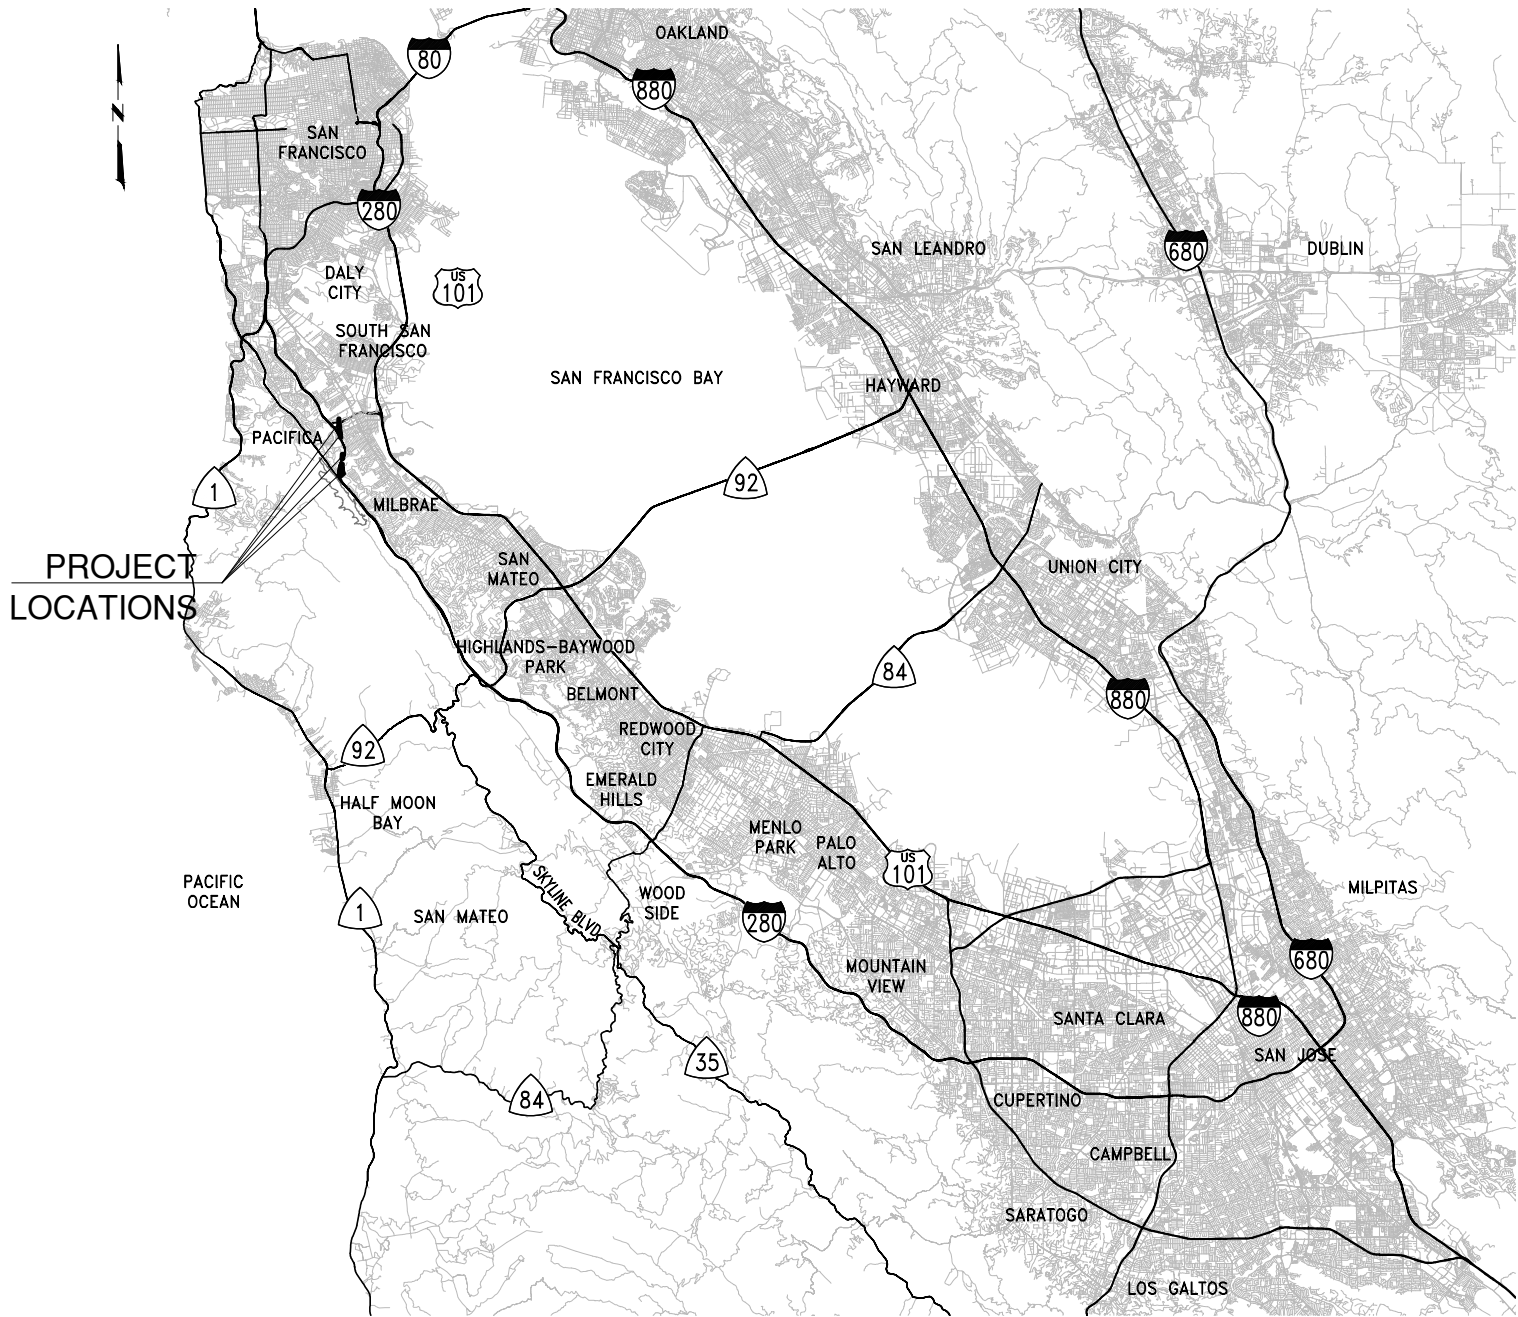 OAKLAND
80
880
N
SAN
FRANCISCO
280
SAN LEANDRO
680
DUBLIN
DALY
CITY
US
101
SOUTH SAN
FRANCISCO
SAN FRANCISCO BAY
HAYWARD
PACIFICA
1
92
MILBRAE
PROJECT
LOCATIONS
SAN
MATEO
UNION CITY
HIGHLANDS-BAYWOOD
PARK
84
BELMONT
880
REDWOOD
CITY
92
EMERALD
HILLS
HALF MOON
BAY
MENLO
PARK
PALO
ALTO
US
101
PACIFIC
OCEAN
SKYLINE BLVD
WOOD
SIDE
MILPITAS
1
SAN MATEO
280
680
MOUNTAIN
VIEW
SANTA CLARA
880
SAN JOSE
35
84
CUPERTINO
CAMPBELL
SARATOGO
LOS GALTOS